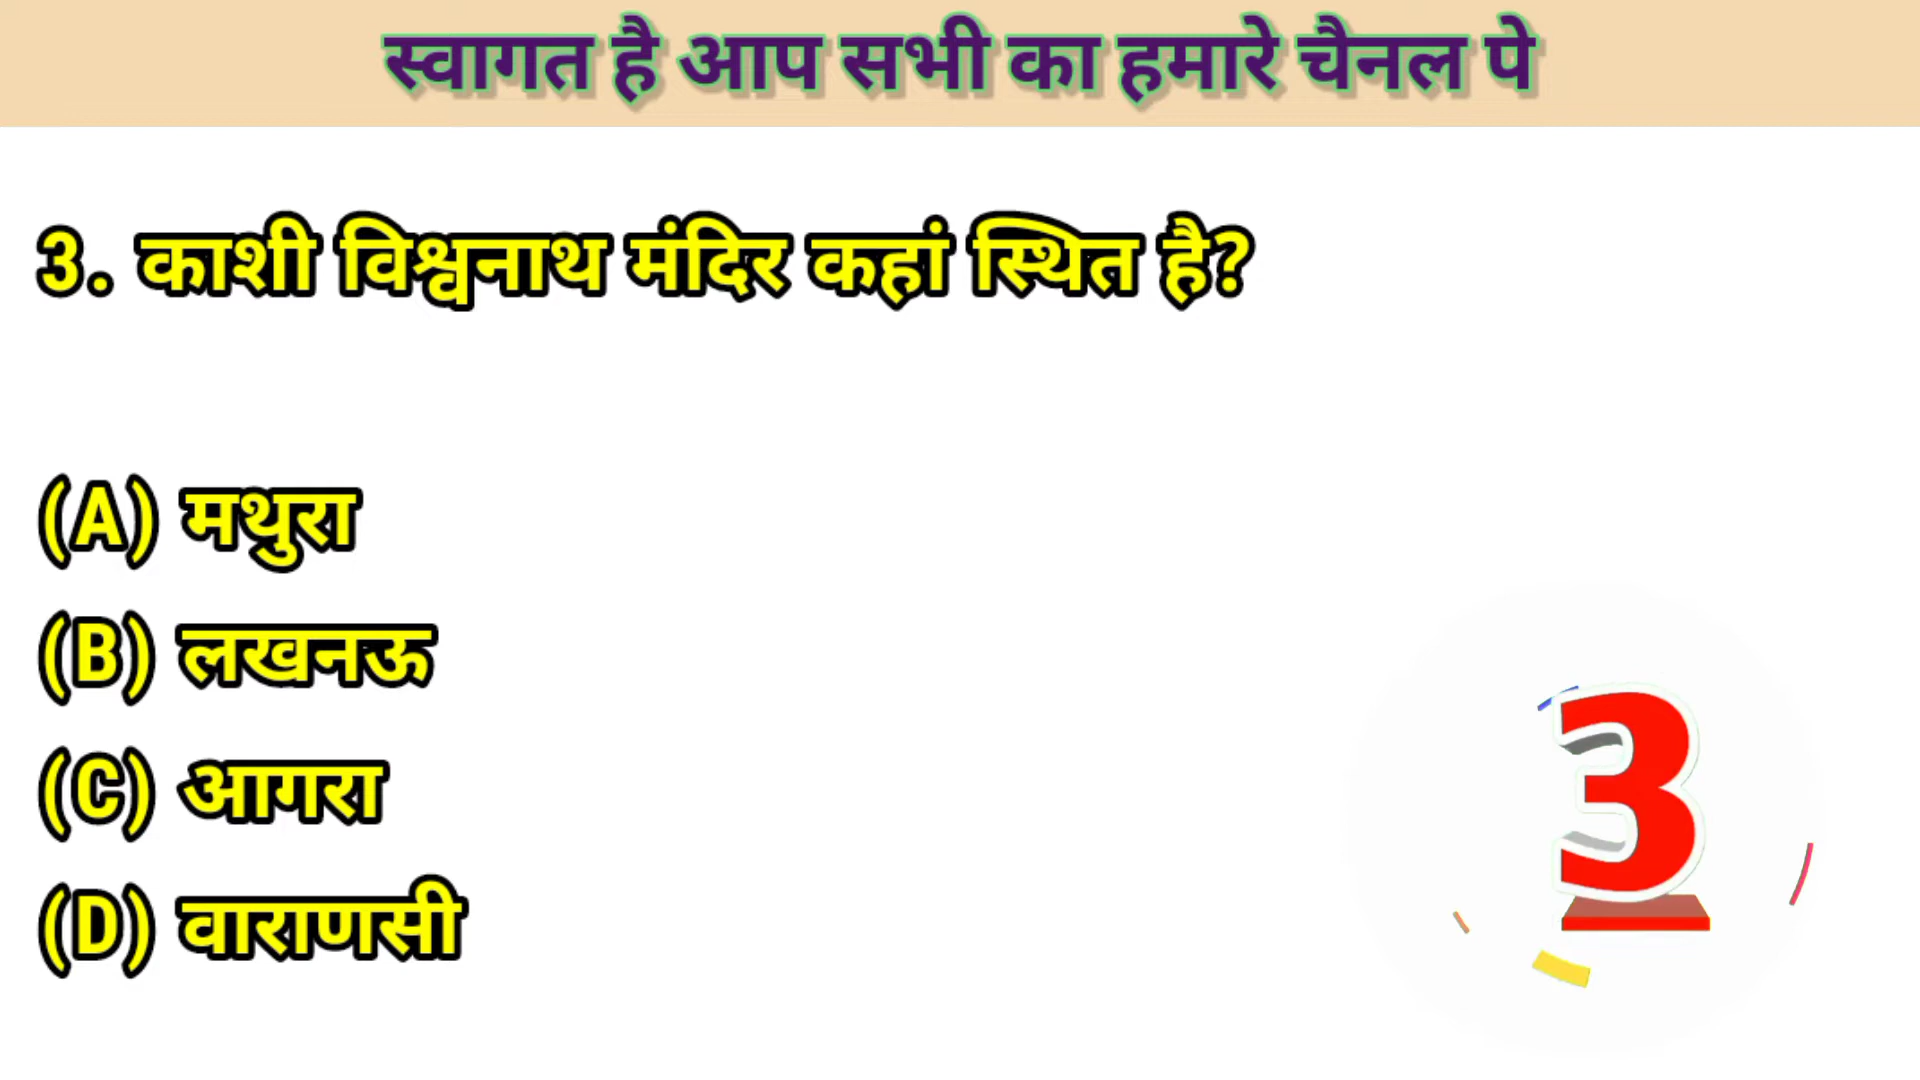 स्वागत है आप सभी का हमारे चैनल पे
3. काशी विश्वनाथ मंदिर कहां स्थित है?
(A) मथुरा
(B) लखनऊ
(C) आगरा
(D) वाराणसी
3